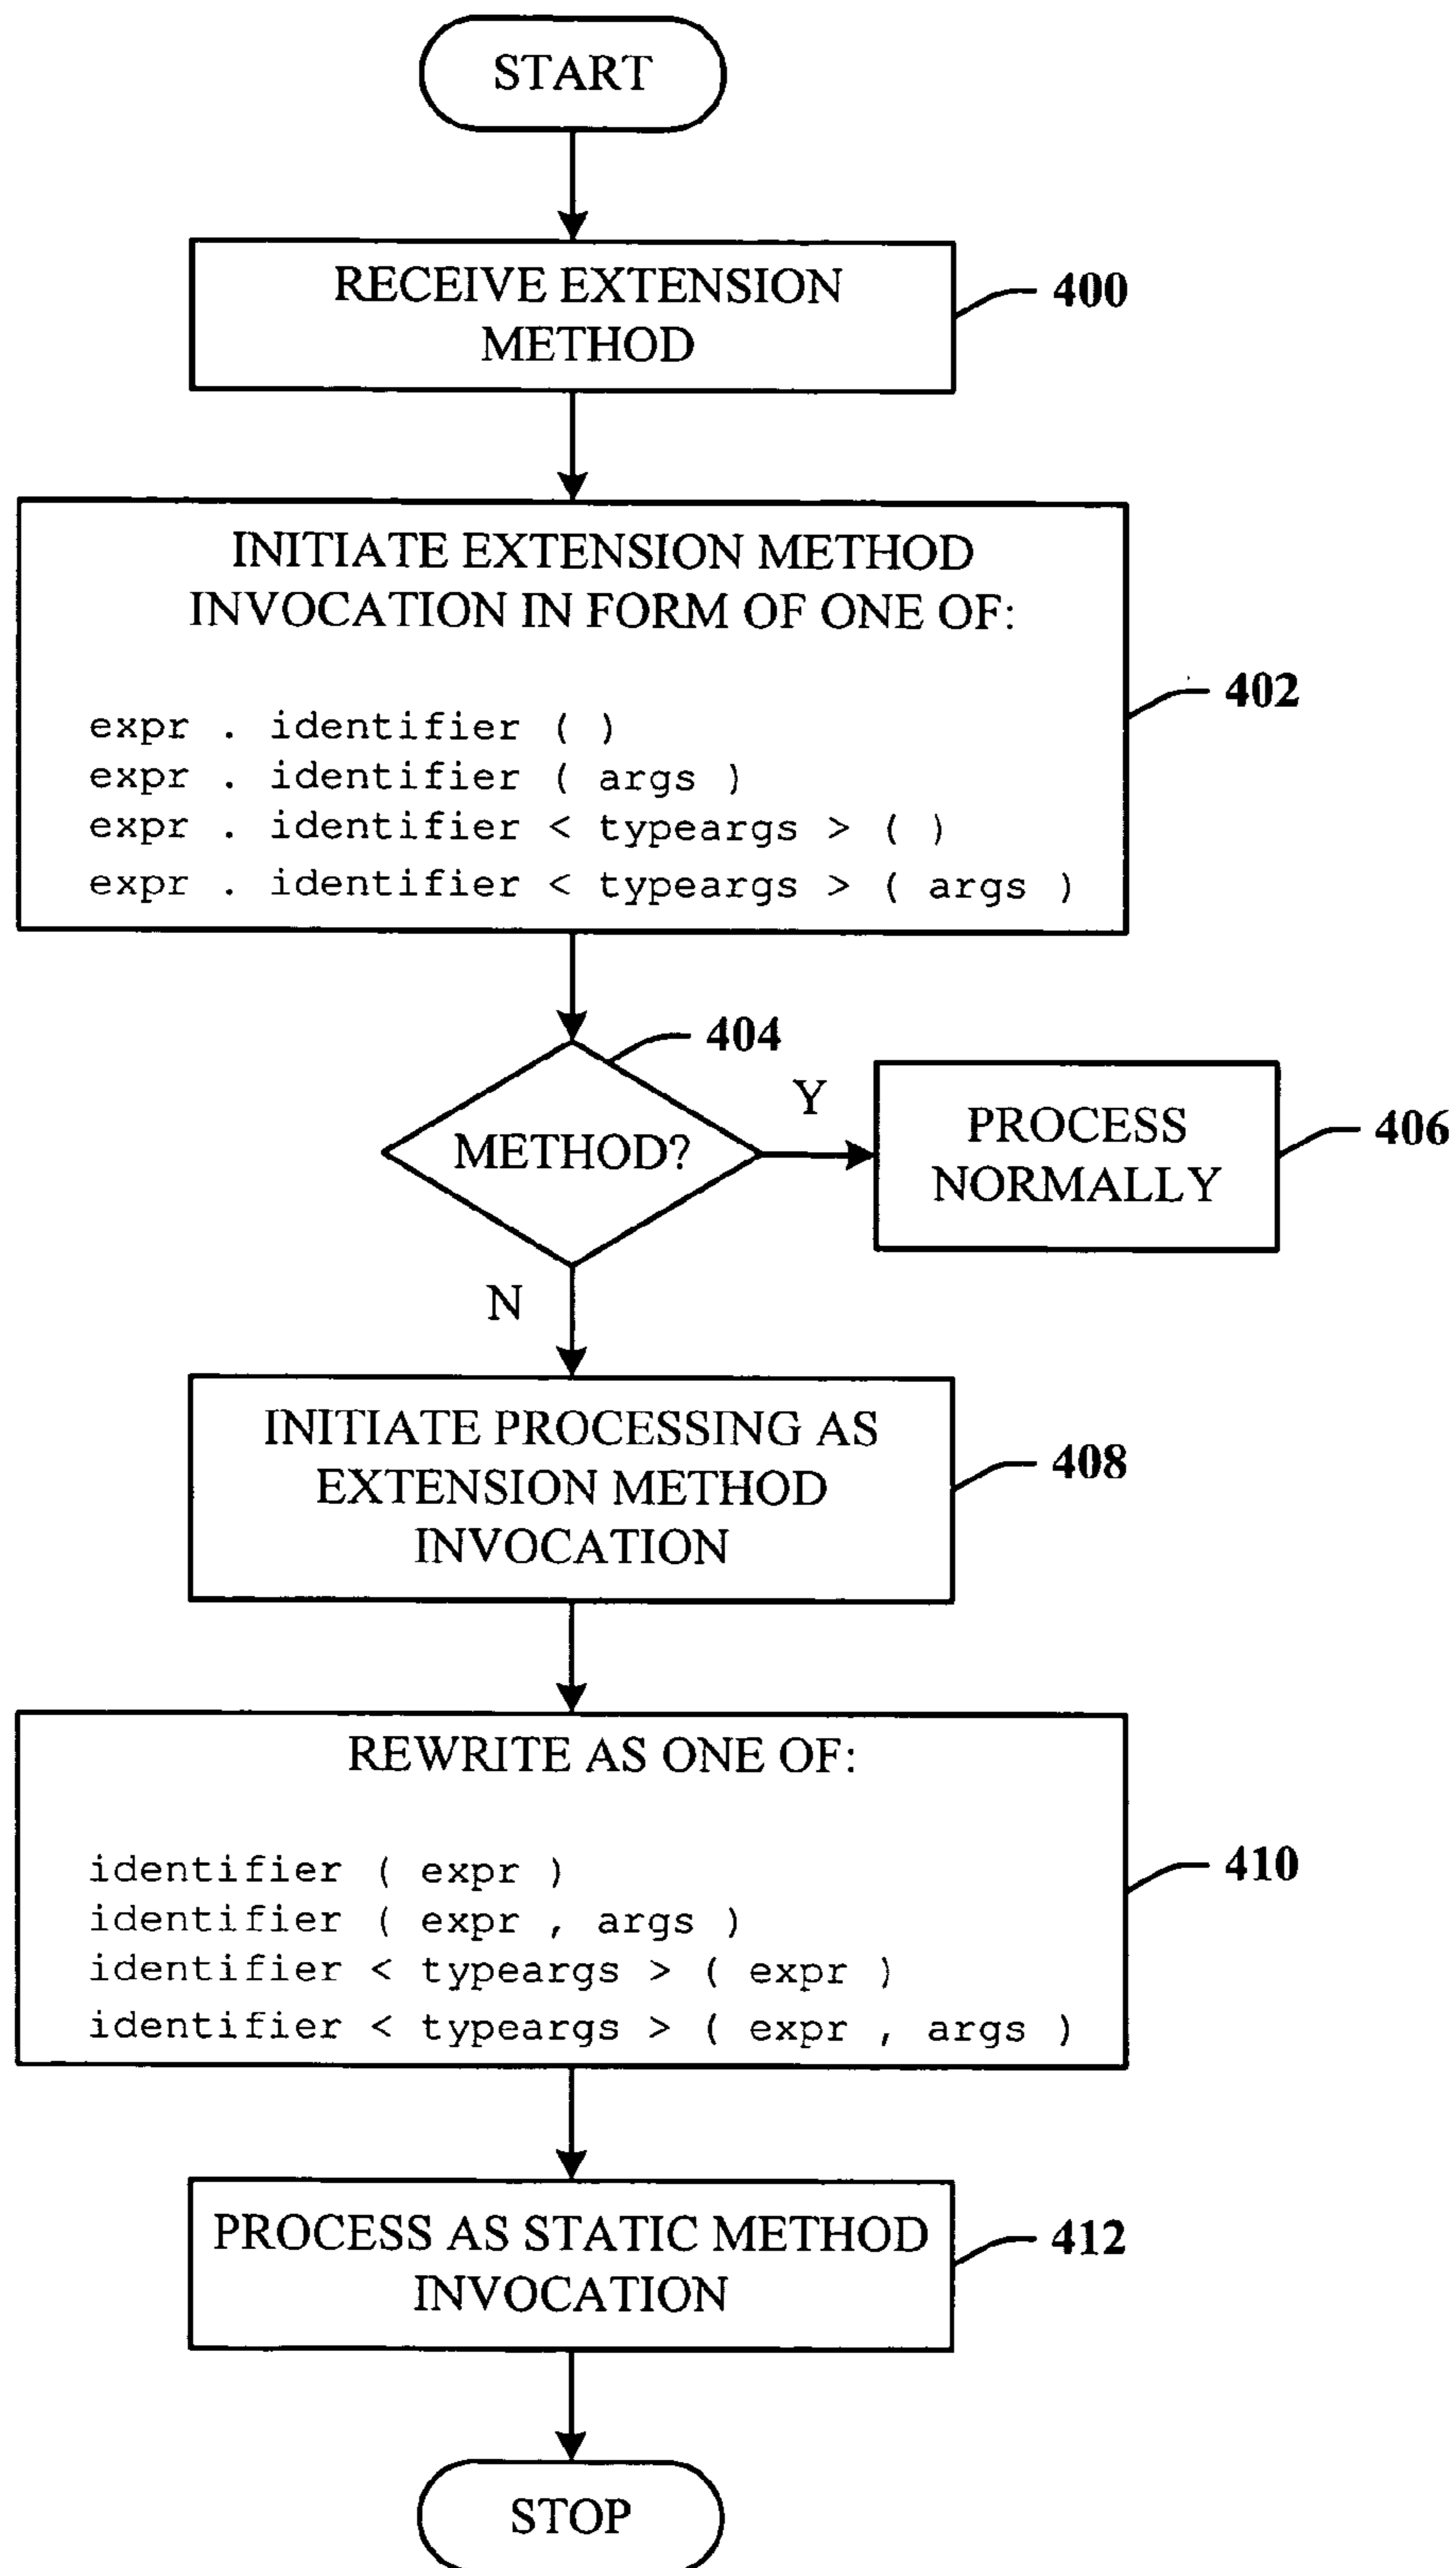 START
RECEIVE EXTENSION
METHOD
400
INITIATE EXTENSION METHOD
INVOCATION IN FORM OF ONE OF:
402
expr . identifier ( )
expr . identifier ( args )
expr . identifier < typeargs > ( )
expr . identifier < typeargs > ( args )
404
METHOD?
Y
PROCESS
NORMALLY
406
N
INITIATE PROCESSING AS
EXTENSION METHOD
INVOCATION
408
REWRITE AS ONE OF:
410
identifier ( expr )
identifier ( expr , args )
identifier < typeargs > ( expr )
identifier < typeargs > ( expr , args )
PROCESS AS STATIC METHOD
INVOCATION
412
STOP